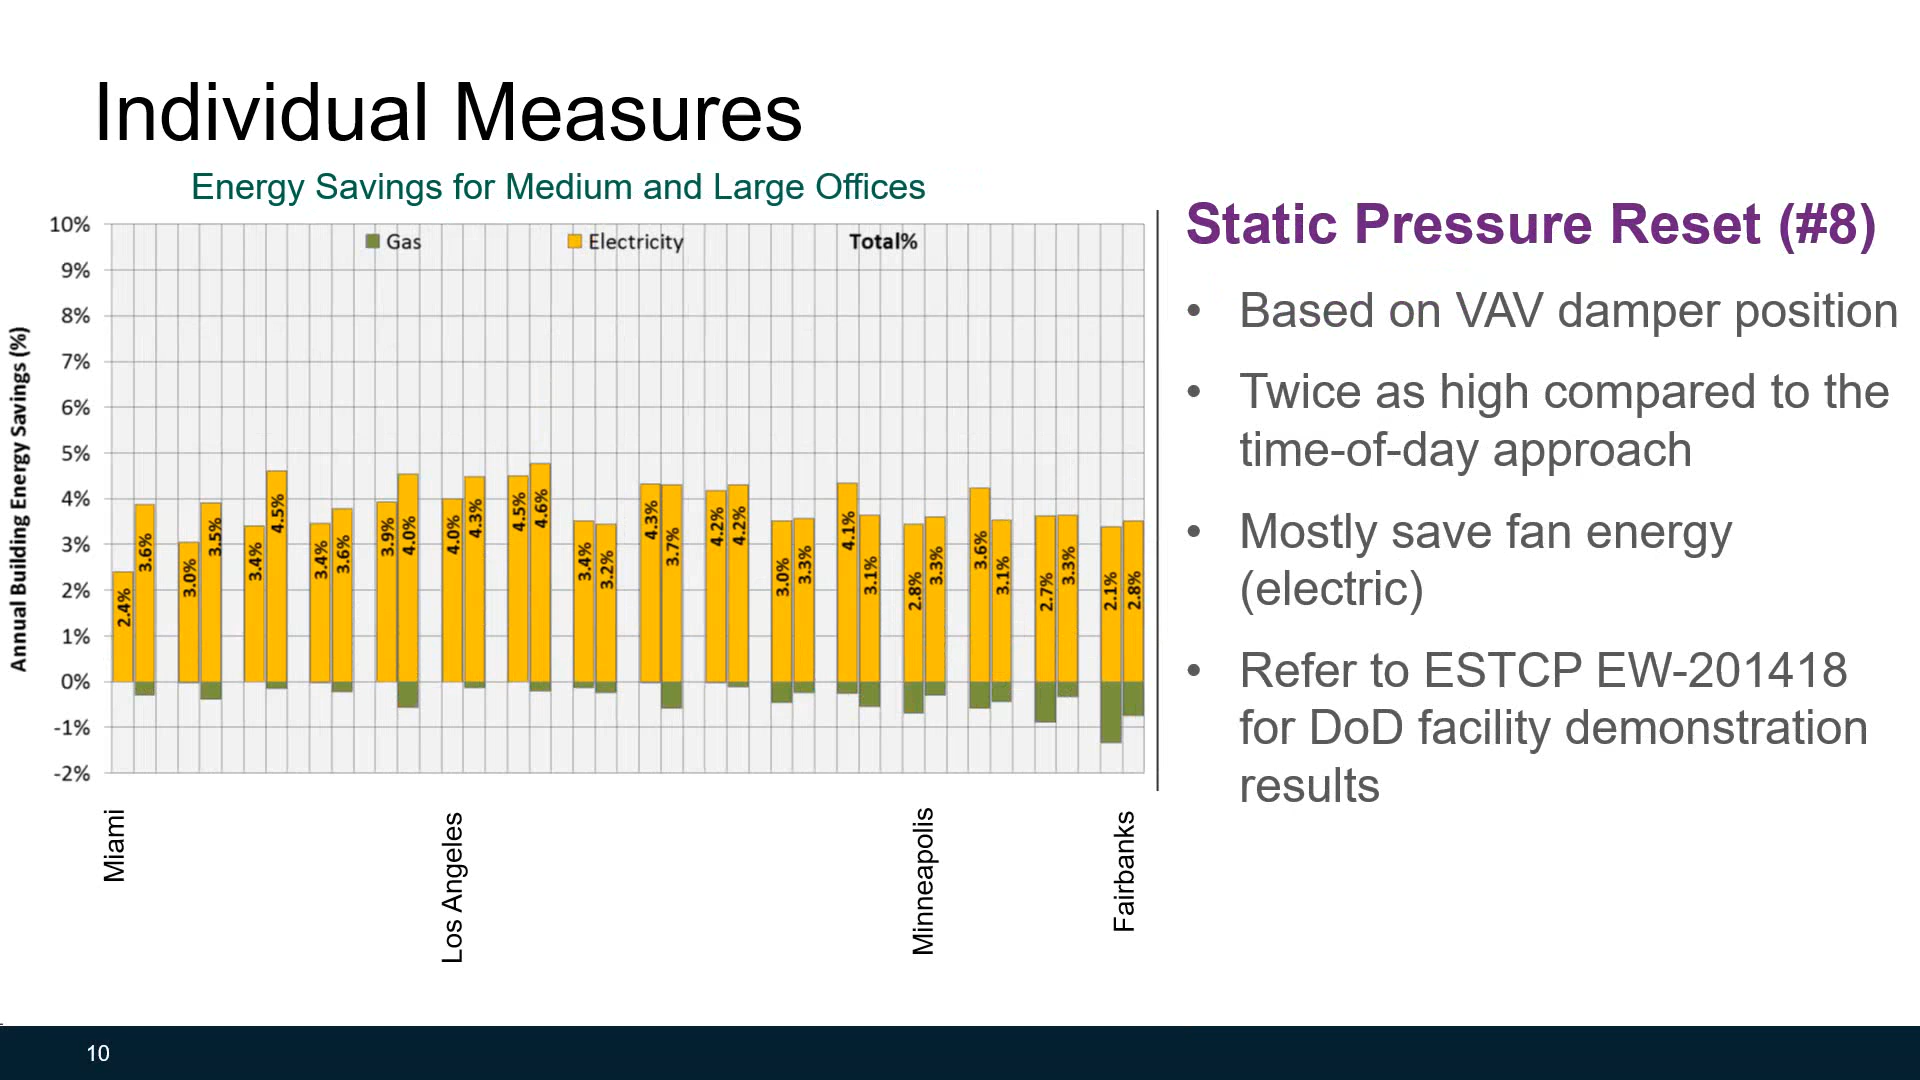 Individual Measures
Energy Savings for Medium and Large Offices
Gas
Electricity
Total%
Annual Building Energy Savings (%)
10%
9%
8%
7%
6%
5%
4%
3%
2%
1%
0%
-1%
-2%
2.4%
3.6%
3.0%
3.5%
3.4%
4.5%
3.4%
3.6%
3.9%
4.0%
4.0%
4.3%
4.5%
4.6%
3.4%
3.2%
4.3%
3.7%
4.2%
4.2%
3.0%
3.3%
4.1%
3.1%
2.8%
3.3%
3.6%
3.1%
2.7%
3.3%
2.1%
2.8%
Miami
Los Angeles
Minneapolis
Fairbanks
Static Pressure Reset (#8)
• Based on VAV damper position
• Twice as high compared to the
time-of-day approach
• Mostly save fan energy
(electric)
• Refer to ESTCP EW-201418
for DoD facility demonstration
results
10